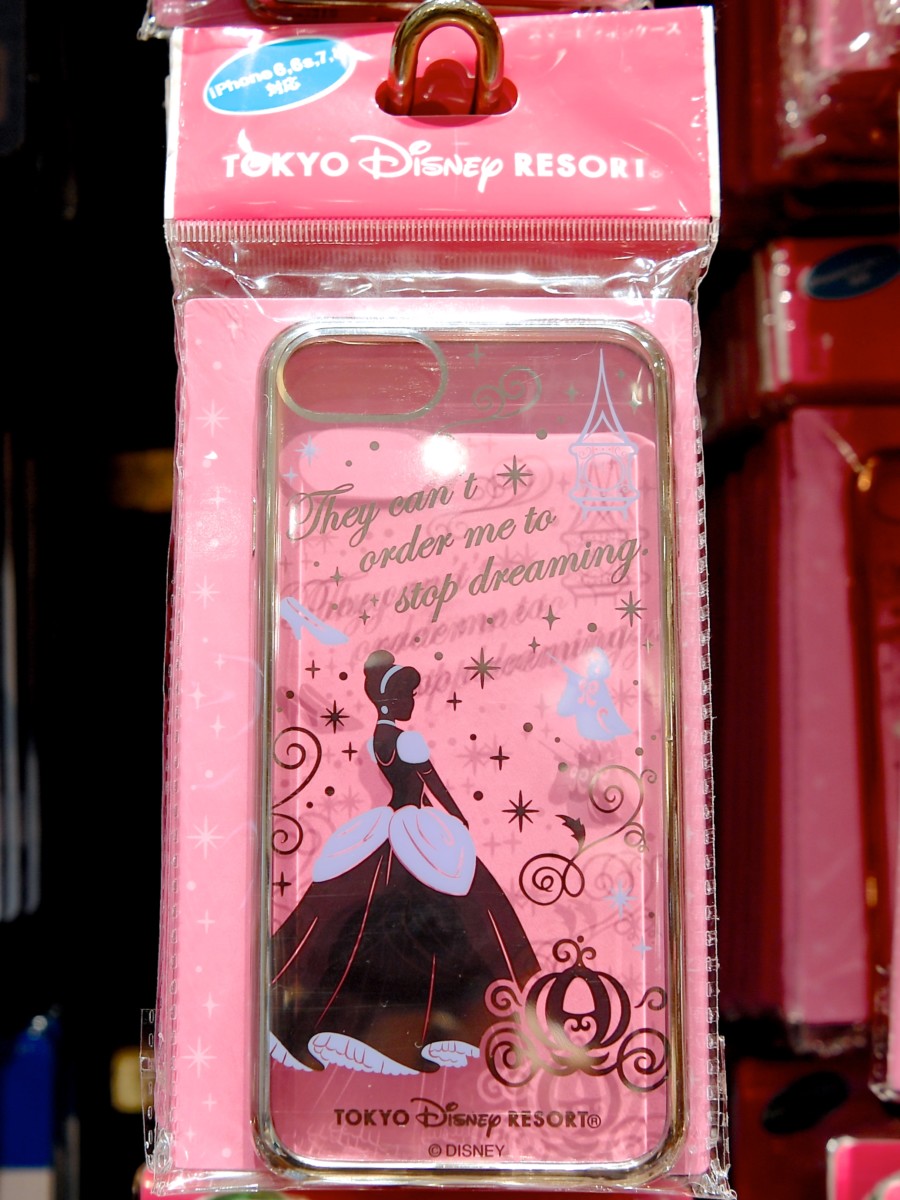 iPhone 6,6s,7,8
対応
TOKYO Disney RESORT®
They can't
order me to
stop dreaming.
TOKYO Disney RESORT®
© DISNEY